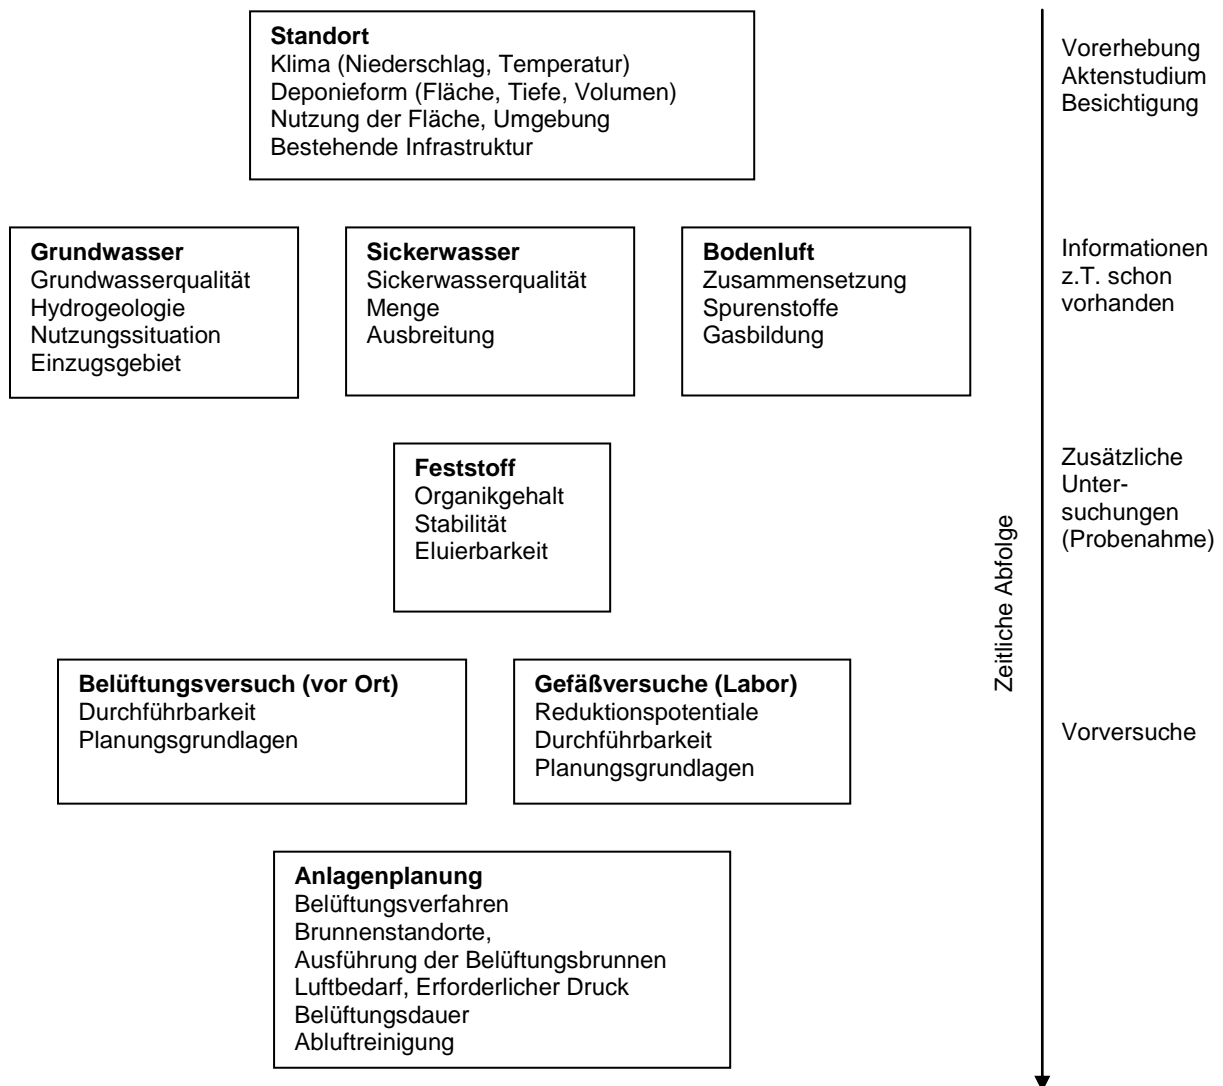 Standort
Klima (Niederschlag, Temperatur)
Deponieform (Fläche, Tiefe, Volumen)
Nutzung der Fläche, Umgebung
Bestehende Infrastruktur
Vorerhebung
Aktenstudium
Besichtigung
Grundwasser
Grundwasserqualität
Hydrogeologie
Nutzungssituation
Einzugsgebiet
Sickerwasser
Sickerwasserqualität
Menge
Ausbreitung
Bodenluft
Zusammensetzung
Spurenstoffe
Gasbildung
Informationen
z.T. schon
vorhanden
Feststoff
Organikgehalt
Stabilität
Eluierbarkeit
Zusätzliche
Unter-
suchungen
(Probenahme)
Zeitliche Abfolge
Belüftungsversuch (vor Ort)
Durchführbarkeit
Planungsgrundlagen
Gefäßversuche (Labor)
Reduktionspotentiale
Durchführbarkeit
Planungsgrundlagen
Vorversuche
Anlagenplanung
Belüftungsverfahren
Brunnenstandorte,
Ausführung der Belüftungsbrunnen
Luftbedarf, Erforderlicher Druck
Belüftungsdauer
Abluftreinigung